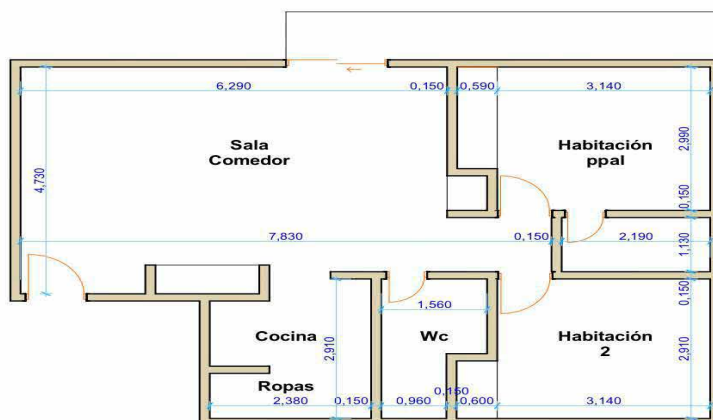 6,290
0,150
0,590
3,140
Sala
Comedor
Habitación
ppal
4,730
2,990
0,150
7,830
0,150
2,190
1,130
0,150
1,560
Cocina
Wc
Habitación
2
2,910
2,910
Ropas
0,150
2,380
0,150
0,960
0,600
3,140